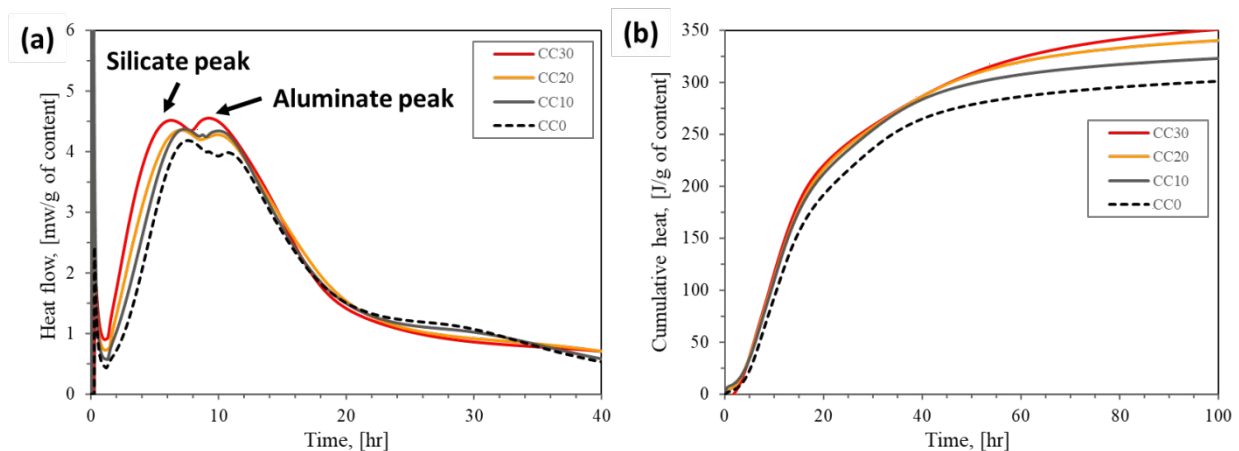 (a)
Silicate peak
Aluminate peak
CC30
CC20
CC10
CC0
Heat flow, [mw/g of content]
6
5
4
3
2
1
0
0 10 20 30 40
Time, [hr]
(b)
CC30
CC20
CC10
CC0
Cumulative heat, [J/g of content]
350
300
250
200
150
100
50
0
0 20 40 60 80 100
Time, [hr]